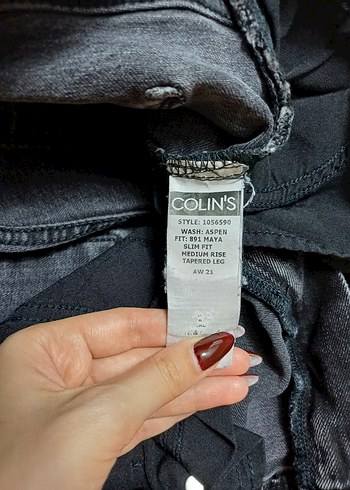 COLIN'S
STYLE: 1056590
WASH: ASPEN
FIT: 891 MAYA
SLIM FIT
MEDIUM RISE
TAPERED LEG
AW 21